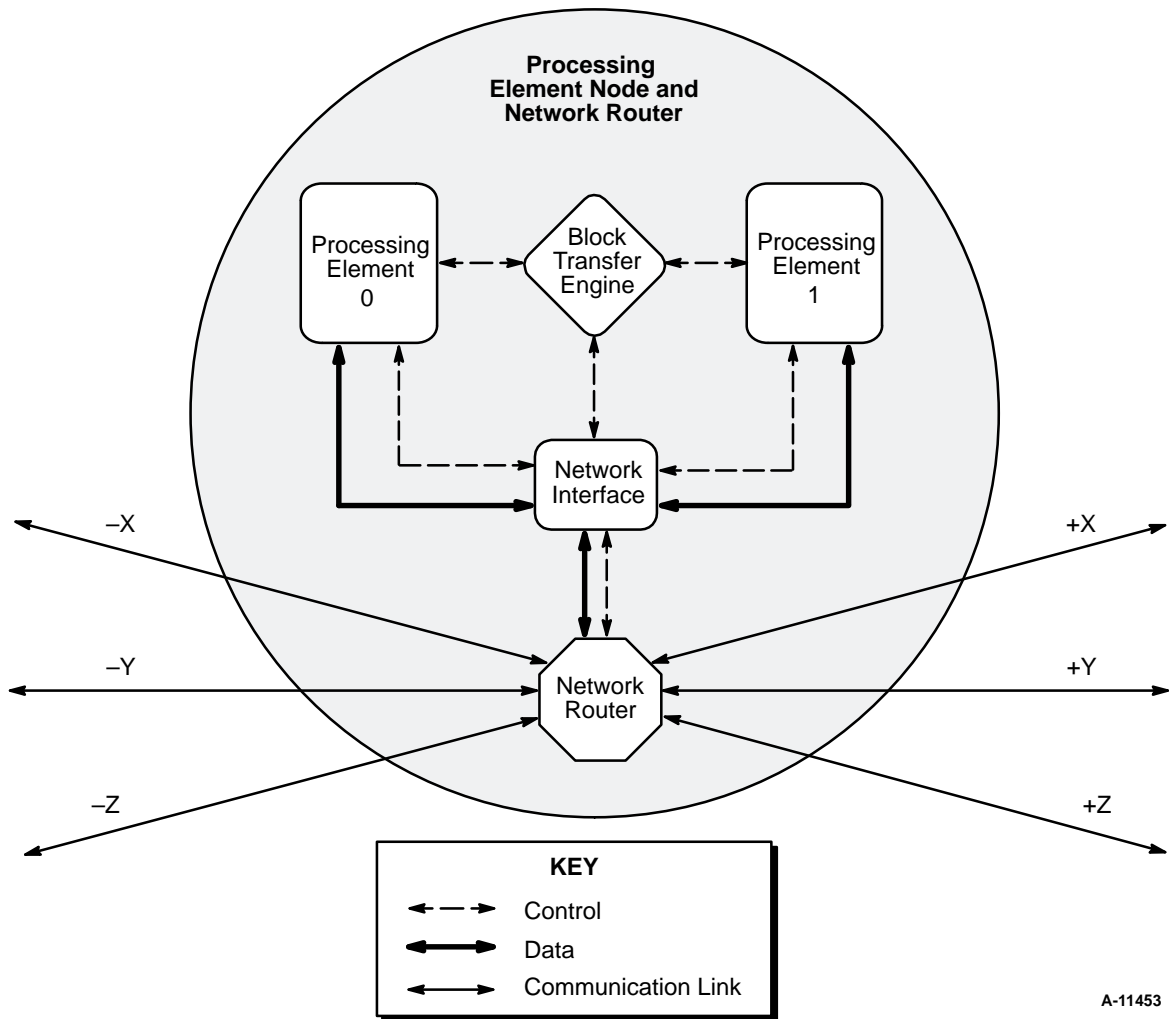 Processing
Element Node and
Network Router
Processing
Element
0
Block
Transfer
Engine
Processing
Element
1
Network
Interface
–X
+X
–Y
Network
Router
+Y
–Z
+Z
KEY
Control
Data
Communication Link
A-11453